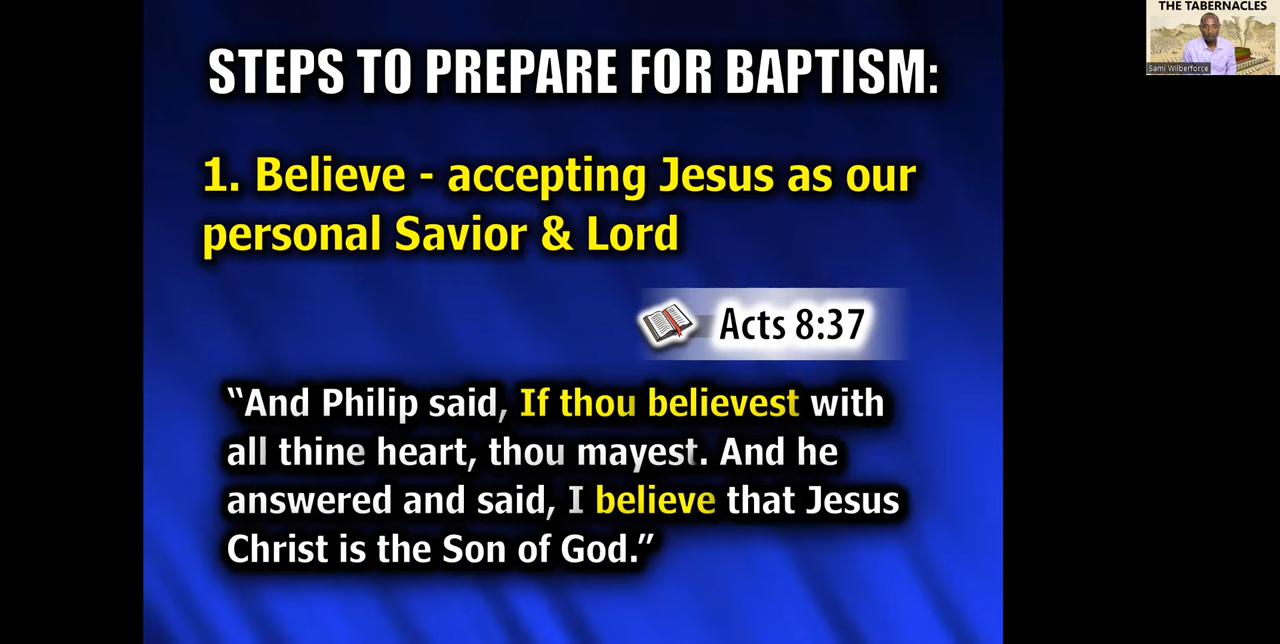 STEPS TO PREPARE FOR BAPTISM:
1. Believe - accepting Jesus as our
personal Savior & Lord
Acts 8:37
“And Philip said, If thou believest with
all thine heart, thou mayest. And he
answered and said, I believe that Jesus
Christ is the Son of God.”
THE TABERNACLES
Sami Wilberforce